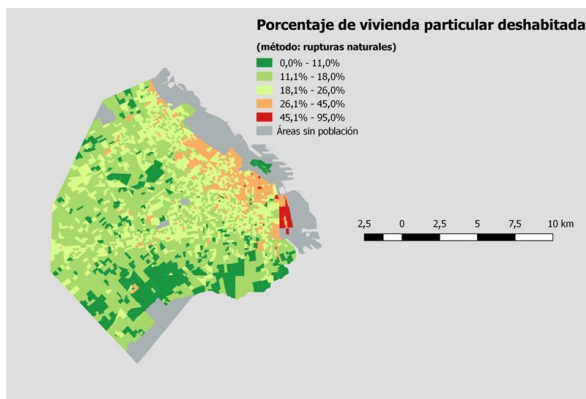 Porcentaje de vivienda particular deshabitada
(método: rupturas naturales)
0,0% - 11,0%
11,1% - 18,0%
18,1% - 26,0%
26,1% - 45,0%
45,1% - 95,0%
Áreas sin población
2,5 0 2,5 5 7,5 10 km